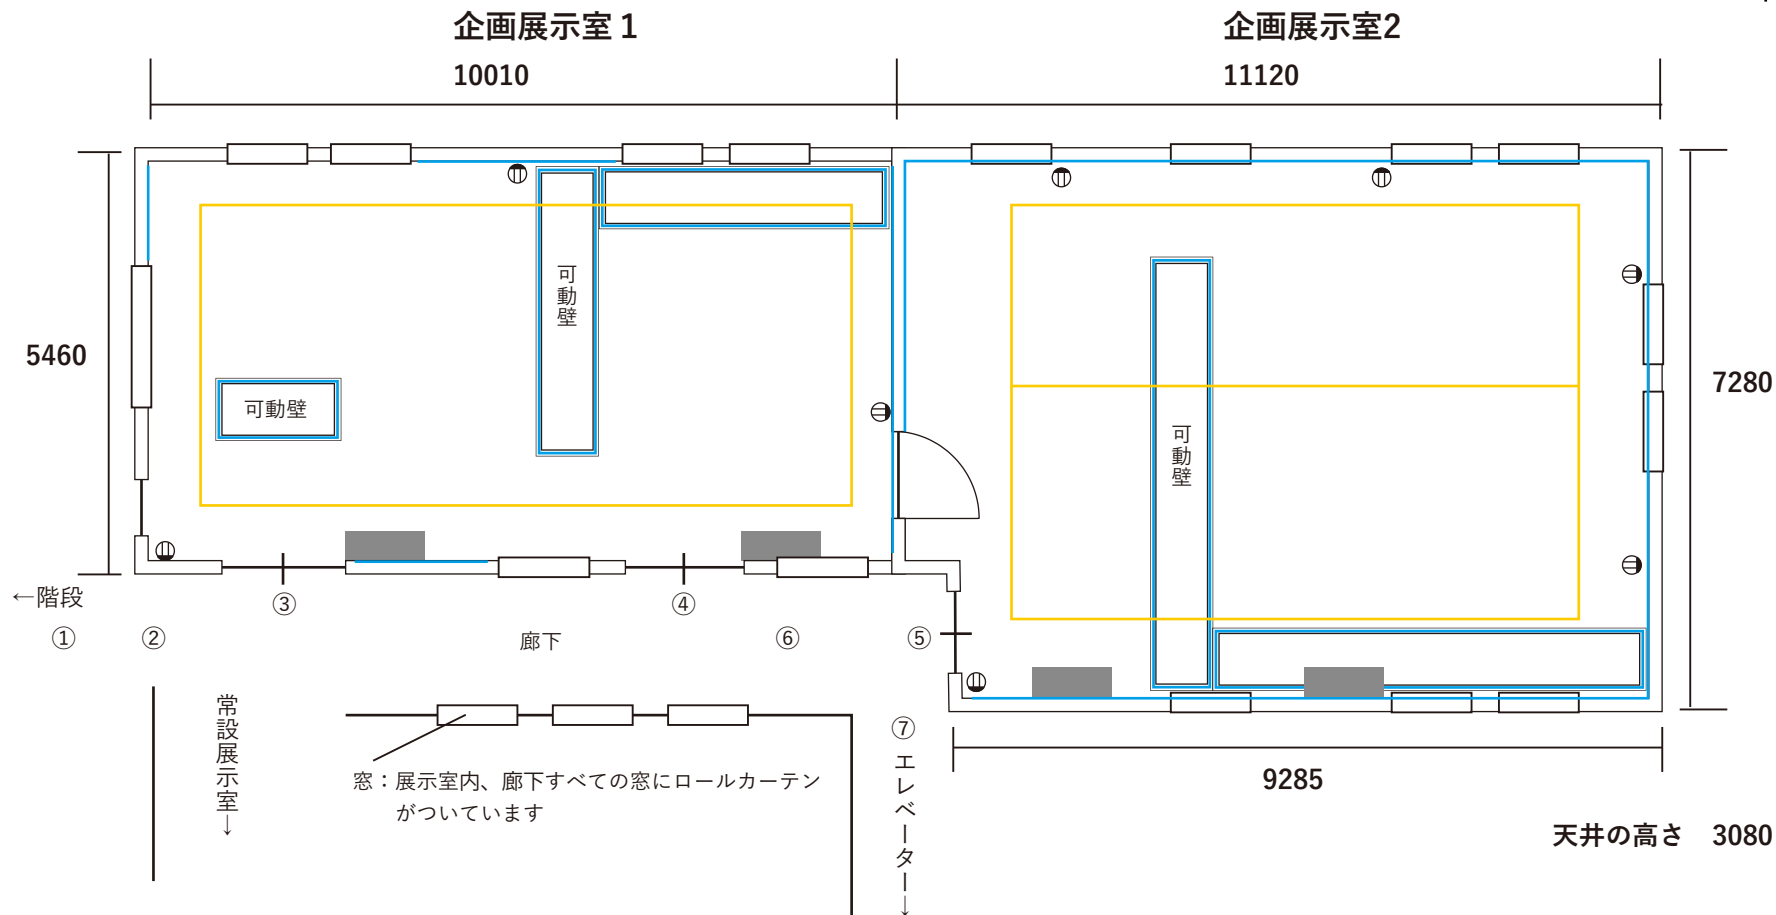 企画展示室 1
企画展示室2
10010
11120
可動壁
5460
可動壁
7280
可動壁
←階段
①
②
③
④
廊下
⑥
⑤
常設展示室↓
⑦
エレベーター↓
窓：展示室内、廊下すべての窓にロールカーテン
がついています
9285
天井の高さ　3080